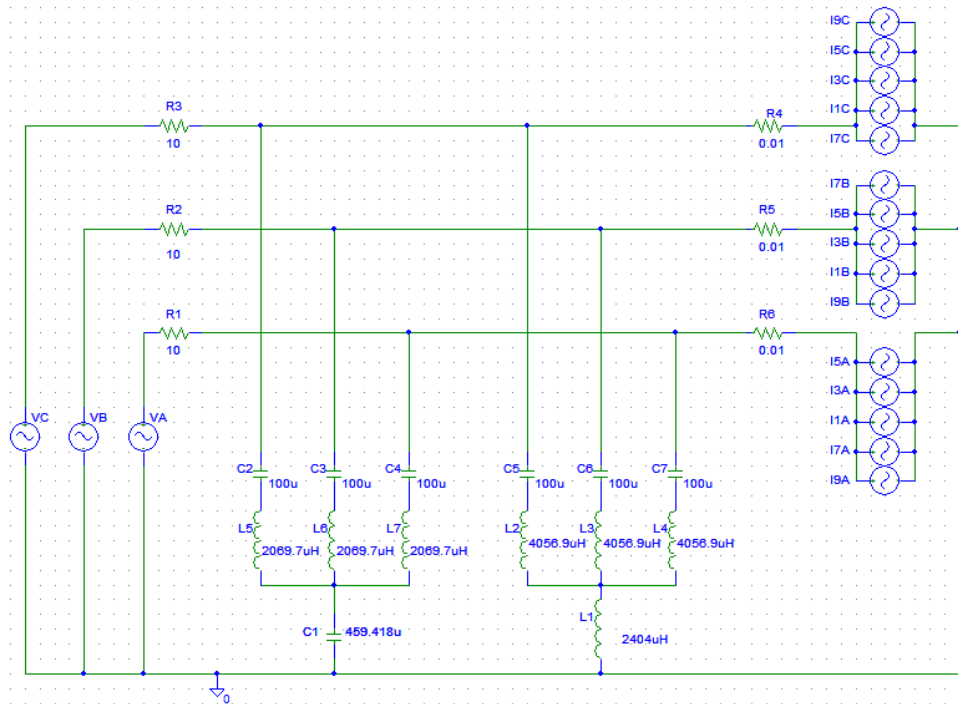 I9C
I5C
I3C
I1C
I7C
R3
10
R4
0.01
I7B
I5B
I3B
I1B
I9B
R2
10
R5
0.01
R1
10
R6
0.01
I5A
I3A
I1A
I7A
I9A
VC
VB
VA
C2
100u
C3
100u
C4
100u
C5
100u
C6
100u
C7
100u
L5
2069.7uH
L6
2069.7uH
L7
2069.7uH
L2
4056.9uH
L3
4056.9uH
L4
4056.9uH
C1
459.418u
L1
2404uH
0